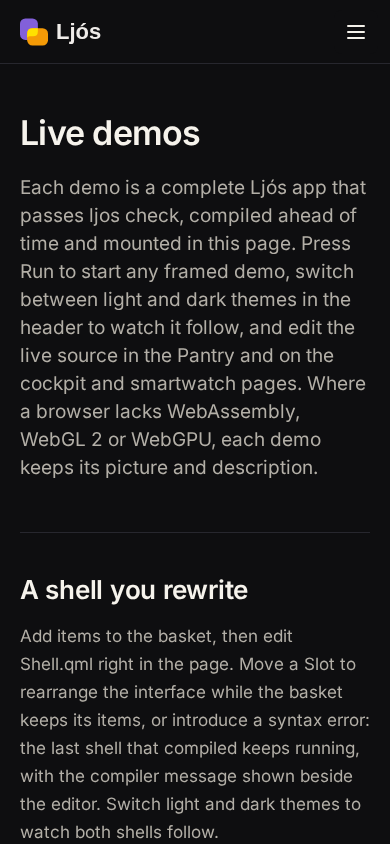 Ljós
Live demos
Each demo is a complete Ljós app that
passes ljos check, compiled ahead of
time and mounted in this page. Press
Run to start any framed demo, switch
between light and dark themes in the
header to watch it follow, and edit the
live source in the Pantry and on the
cockpit and smartwatch pages. Where
a browser lacks WebAssembly,
WebGL 2 or WebGPU, each demo
keeps its picture and description.
A shell you rewrite
Add items to the basket, then edit
Shell.qml right in the page. Move a Slot to
rearrange the interface while the basket
keeps its items, or introduce a syntax error:
the last shell that compiled keeps running,
with the compiler message shown beside
the editor. Switch light and dark themes to
watch both shells follow.